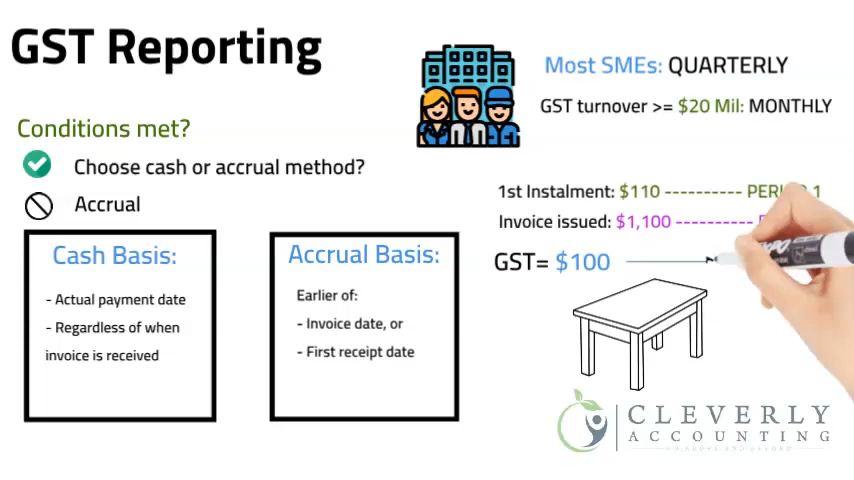 GST Reporting
Most SMEs: QUARTERLY
GST turnover >= $20 Mil: MONTHLY
Conditions met?
Choose cash or accrual method?
Accrual
Cash Basis:
- Actual payment date
- Regardless of when
invoice is received
Accrual Basis:
Earlier of:
- Invoice date, or
- First receipt date
1st Instalment: $110 ---------- 1
Invoice issued: $1,100 ----------
GST= $100
CLEVERLY
ACCOUNTING